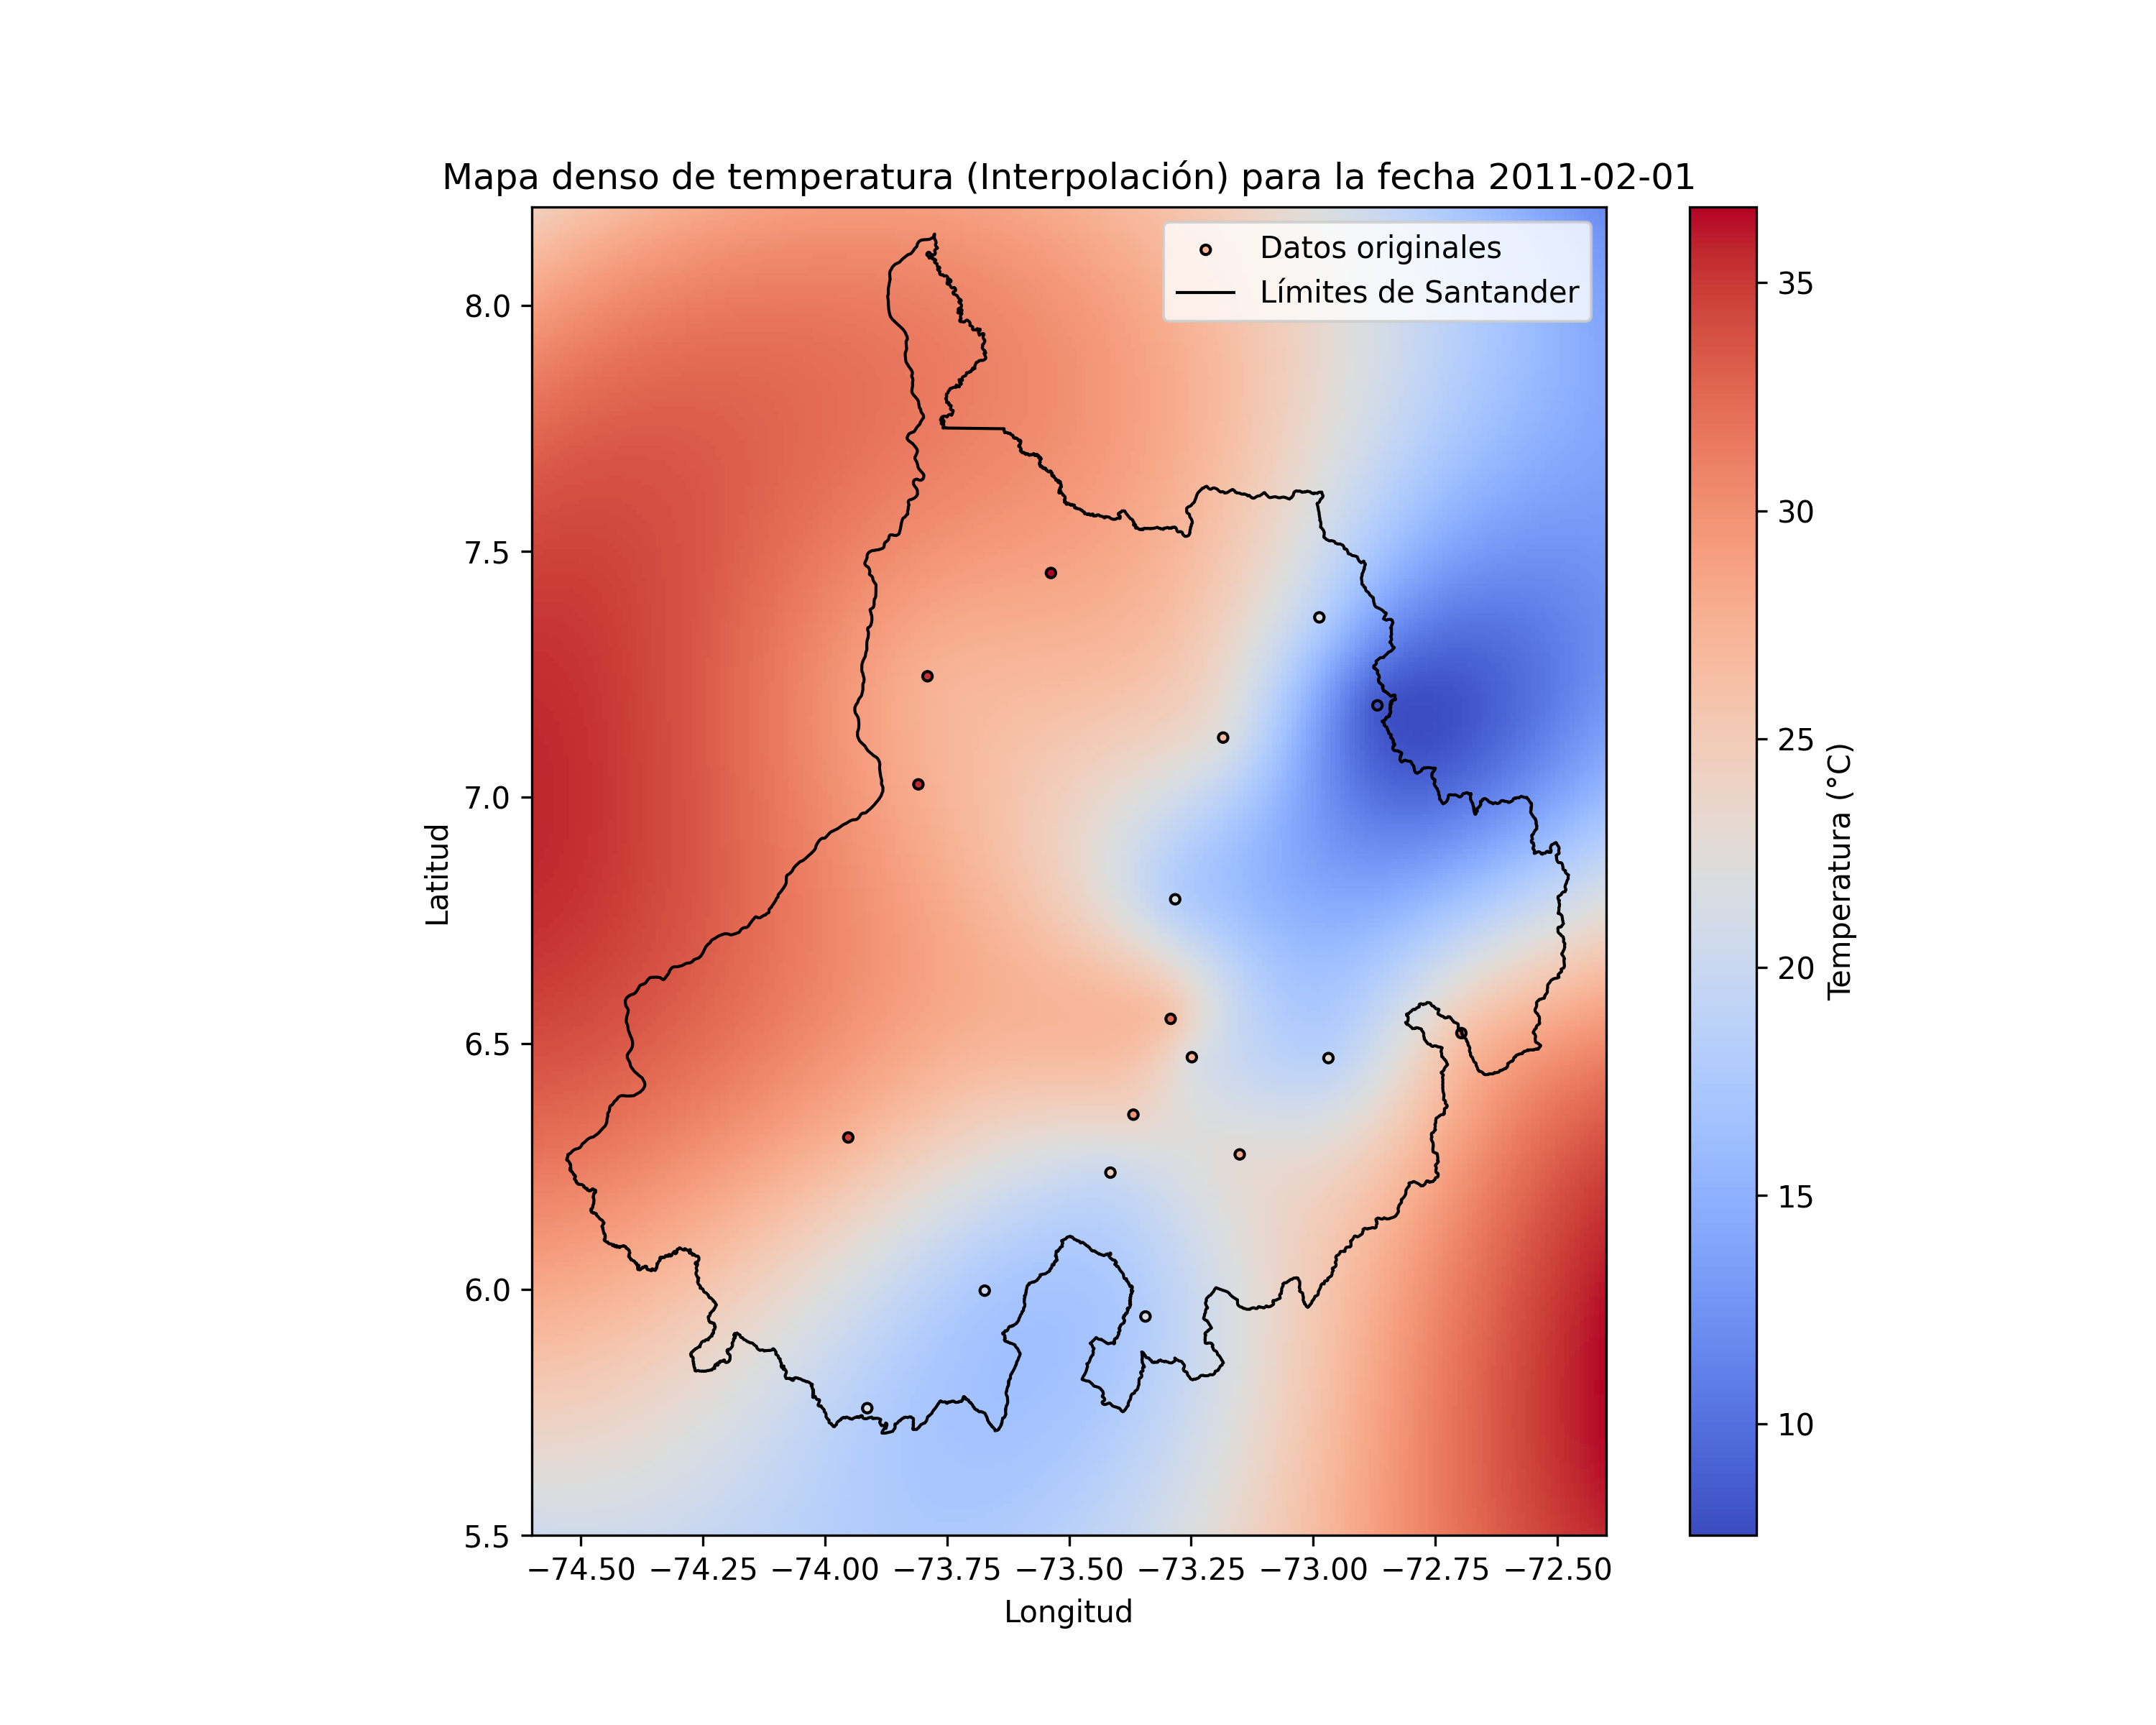 Mapa denso de temperatura (Interpolación) para la fecha 2011-02-01
Datos originales
Límites de Santander
8.0
7.5
7.0
6.5
6.0
5.5
Latitud
−74.50 −74.25 −74.00 −73.75 −73.50 −73.25 −73.00 −72.75 −72.50
Longitud
35
30
25
20
15
10
Temperatura (°C)